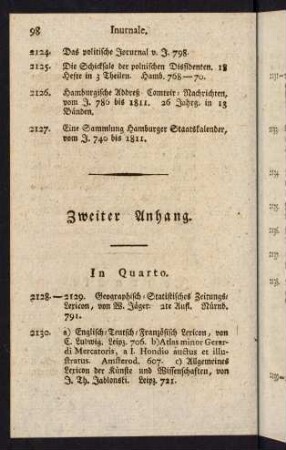 98 Inurnale.
2124. Das politische Jorurnal v. J. 798.
2125. Die Schicksale der polnischen Dissidenten. 18
Hefte in 3 Theilen. Hamb. 768—70.
2126. Hamburgische Addreß-Comtoir-Nachrichten,
vom J. 780 bis 1811. 26 Jahrg. in 13
Bänden.
2127. Eine Sammlung Hamburger Staatskalender,
vom J. 740 bis 1811.
Zweiter Anhang.
In Quarto.
2128.—2129. Geographisch-Statistisches Zeitungs-
Lexicon, von W. Jäger. 2te Aufl. Nürnb.
791.
2130. a) Englisch-Teutsch-Französisch Lexicon, von
C. Ludwig. Leipz. 706. b) Atlas minor Gerar-
di Mercatoris, a I. Hondio auctus et illu-
stratus. Amsterod. 607. c) Allgemeines
Lexicon der Künste und Wissenschaften, von
J. Th. Jablonski. Leipz. 721.